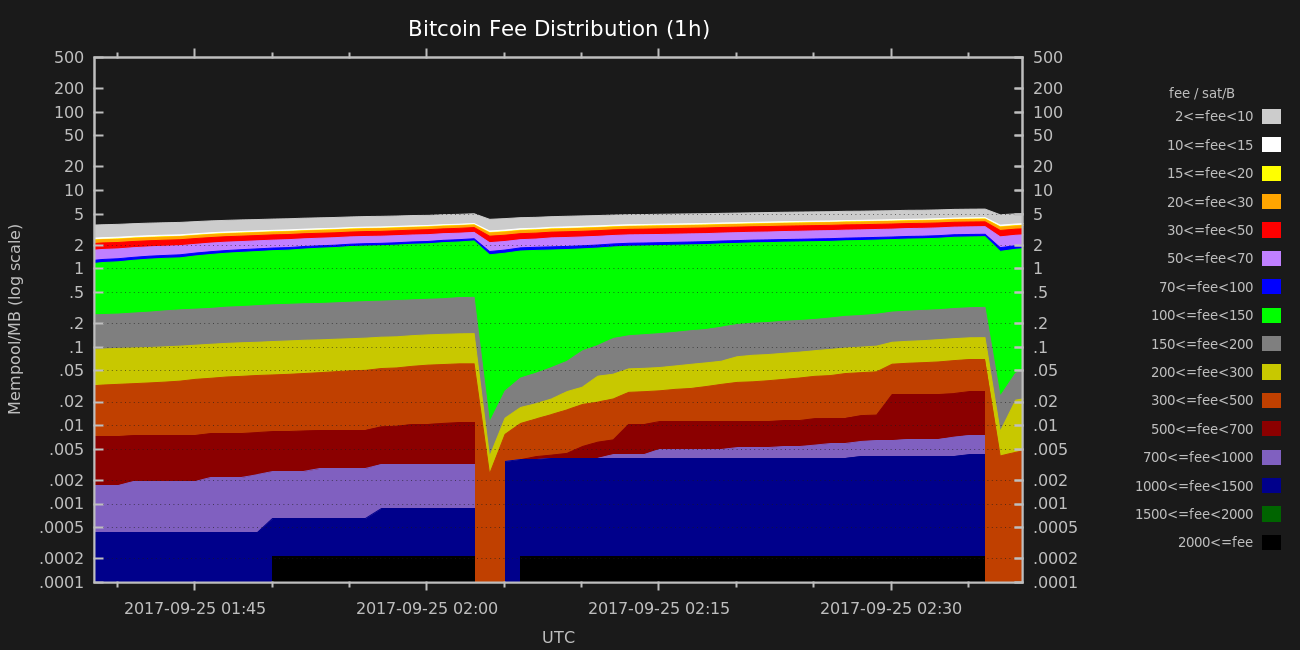 Bitcoin Fee Distribution (1h)
500
200
100
50
20
10
5
2
1
.5
.2
.1
.05
.02
.01
.005
.002
.001
.0005
.0002
.0001
Mempool/MB (log scale)
500
200
100
50
20
10
5
2
1
.5
.2
.1
.05
.02
.01
.005
.002
.001
.0005
.0002
.0001
fee / sat/B
2<=fee<10
10<=fee<15
15<=fee<20
20<=fee<30
30<=fee<50
50<=fee<70
70<=fee<100
100<=fee<150
150<=fee<200
200<=fee<300
300<=fee<500
500<=fee<700
700<=fee<1000
1000<=fee<1500
1500<=fee<2000
2000<=fee
2017-09-25 01:45
2017-09-25 02:00
2017-09-25 02:15
2017-09-25 02:30
UTC